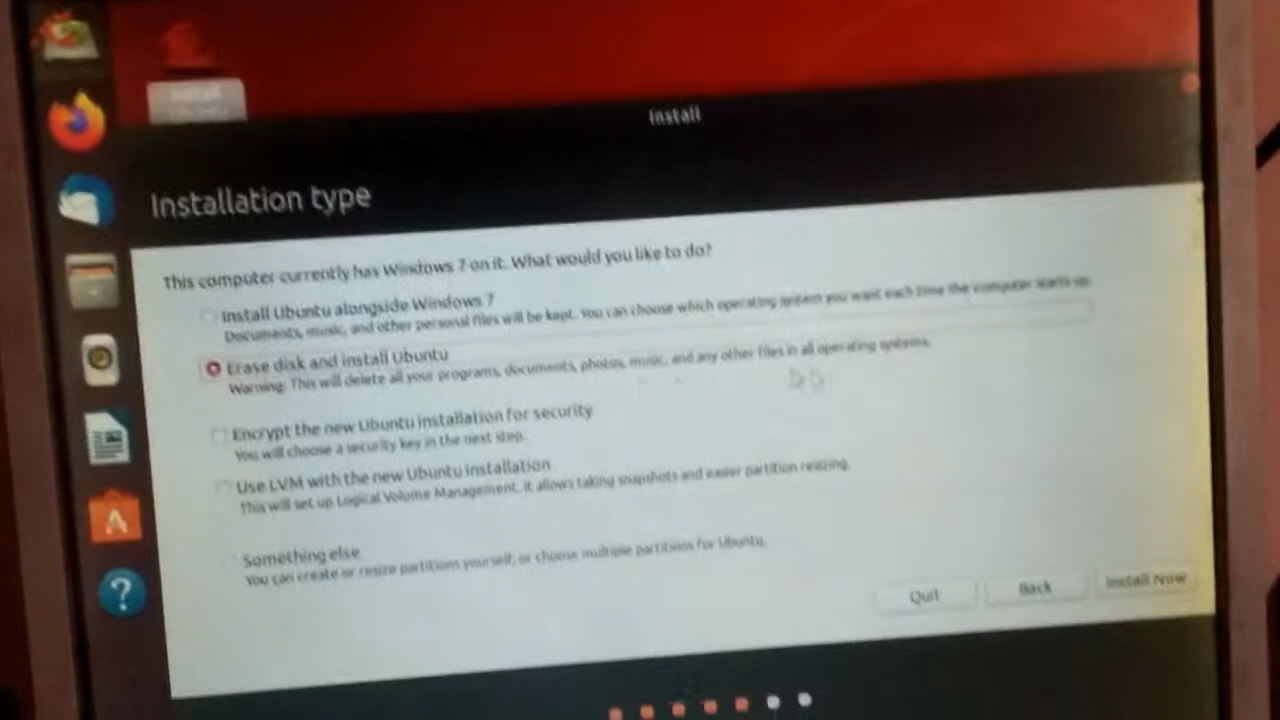 Install
Ubuntu
Install
Installation type
This computer currently has Windows 7 on it. What would you like to do?
Install Ubuntu alongside Windows 7
Documents, music, and other personal files will be kept. You can choose which operating system you want each time the computer starts up.
Erase disk and install Ubuntu
Warning: This will delete all your programs, documents, photos, music, and any other files in all operating systems.
Encrypt the new Ubuntu installation for security
You will choose a security key in the next step.
Use LVM with the new Ubuntu installation
This will set up Logical Volume Management. It allows taking snapshots and easier partition resizing.
Something else
You can create or resize partitions yourself, or choose multiple partitions for Ubuntu.
Quit
Back
Install Now